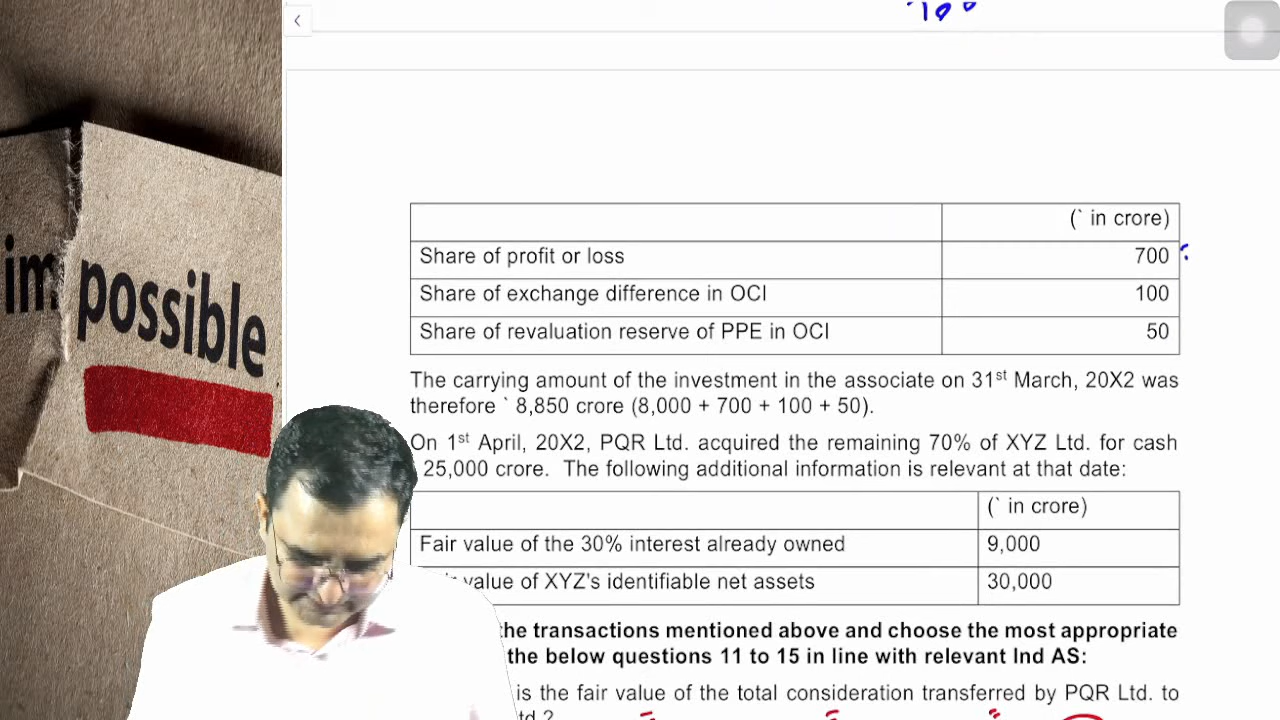 im possible
(` in crore)
Share of profit or loss 700
Share of exchange difference in OCI 100
Share of revaluation reserve of PPE in OCI 50
The carrying amount of the investment in the associate on 31st March, 20X2 was
therefore ` 8,850 crore (8,000 + 700 + 100 + 50).
On 1st April, 20X2, PQR Ltd. acquired the remaining 70% of XYZ Ltd. for cash
25,000 crore. The following additional information is relevant at that date:
(` in crore)
Fair value of the 30% interest already owned 9,000
value of XYZ's identifiable net assets 30,000
the transactions mentioned above and choose the most appropriate
the below questions 11 to 15 in line with relevant Ind AS:
is the fair value of the total consideration transferred by PQR Ltd. to